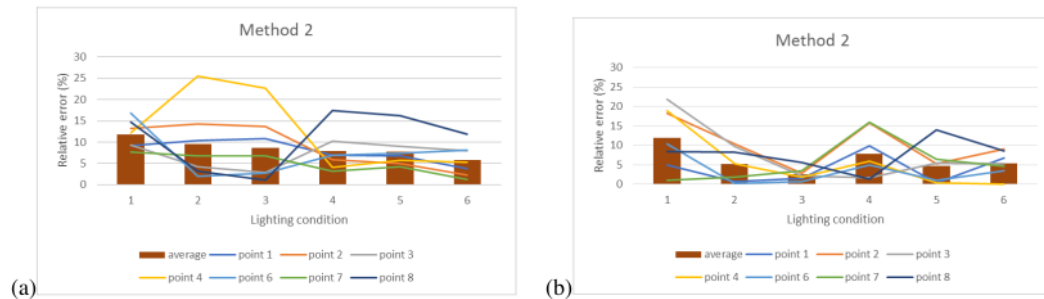 Method 2
30
25
20
15
10
5
0
Relative error (%)
1 2 3 4 5 6
Lighting condition
average point 1 point 2 point 3
point 4 point 6 point 7 point 8
(a)
Method 2
30
25
20
15
10
5
0
Relative error (%)
1 2 3 4 5 6
Lighting condition
average point 1 point 2 point 3
point 4 point 6 point 7 point 8
(b)